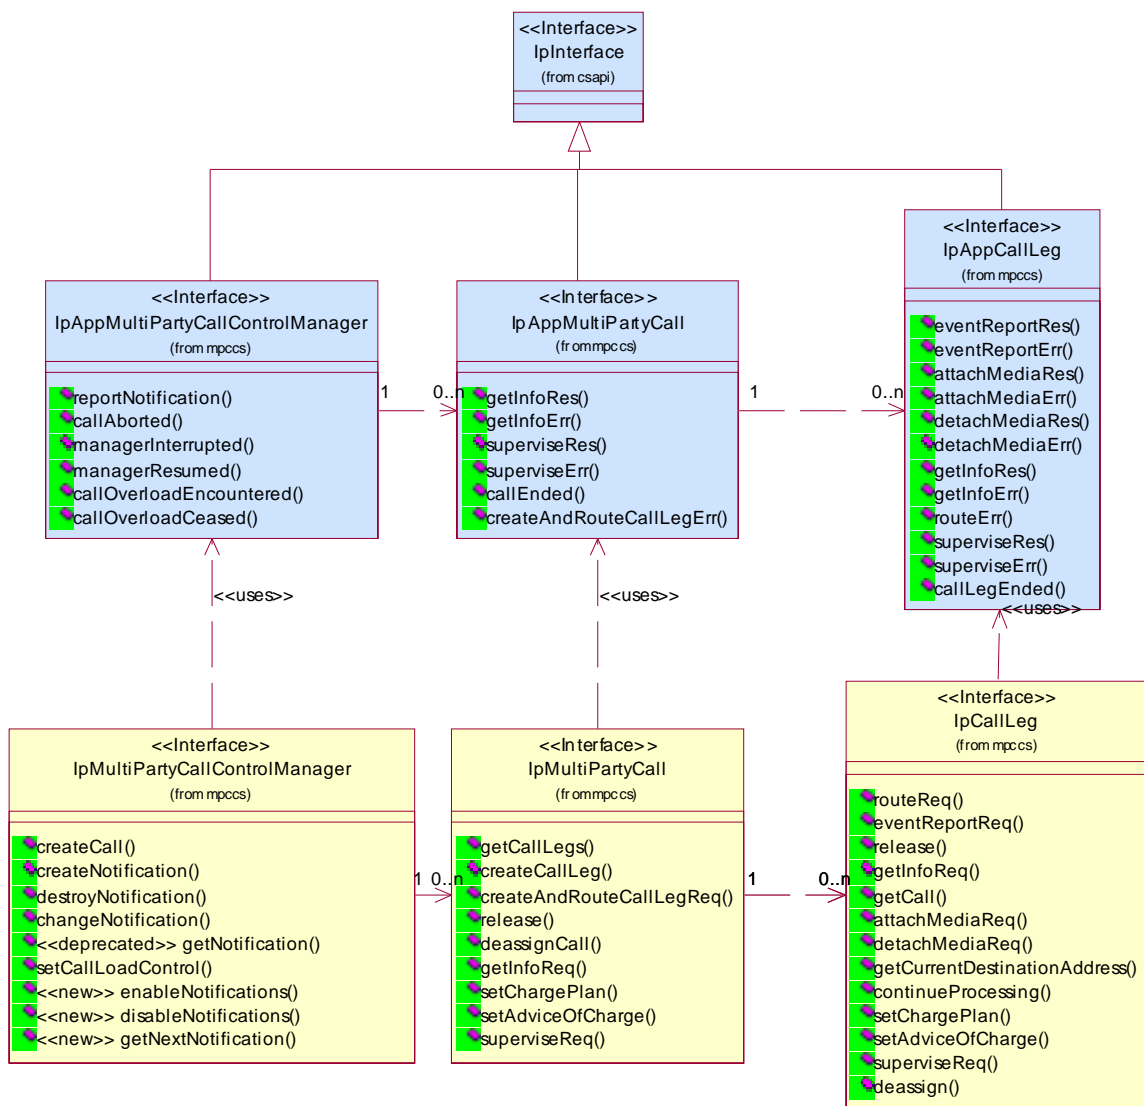 <<Interface>>
IpInterface
(from csapi)
<<Interface>>
IpAppCallLeg
(from mpccs)
eventReportRes()
eventReportErr()
attachMediaRes()
attachMediaErr()
detachMediaRes()
detachMediaErr()
getInfoRes()
getInfoErr()
routeErr()
superviseRes()
superviseErr()
callLegEnded()
<<Interface>>
IpAppMultiPartyCallControlManager
(from mpccs)
reportNotification()
callAborted()
managerInterrupted()
managerResumed()
callOverloadEncountered()
callOverloadCeased()
1
0..n
<<Interface>>
IpAppMultiPartyCall
(from mpccs)
getInfoRes()
getInfoErr()
superviseRes()
superviseErr()
callEnded()
createAndRouteCallLegErr()
1
0..n
<<uses>>
<<uses>>
<<uses>>
<<Interface>>
IpMultiPartyCallControlManager
(from mpccs)
createCall()
createNotification()
destroyNotification()
changeNotification()
<<deprecated>> getNotification()
setCallLoadControl()
<<new>> enableNotifications()
<<new>> disableNotifications()
<<new>> getNextNotification()
1
0..n
<<Interface>>
IpMultiPartyCall
(from mpccs)
getCallLegs()
createCallLeg()
createAndRouteCallLegReq()
release()
deassignCall()
getInfoReq()
setChargePlan()
setAdviceOfCharge()
superviseReq()
1
0..n
<<Interface>>
IpCallLeg
(from mpccs)
routeReq()
eventReportReq()
release()
getInfoReq()
getCall()
attachMediaReq()
detachMediaReq()
getCurrentDestinationAddress()
continueProcessing()
setChargePlan()
setAdviceOfCharge()
superviseReq()
deassign()